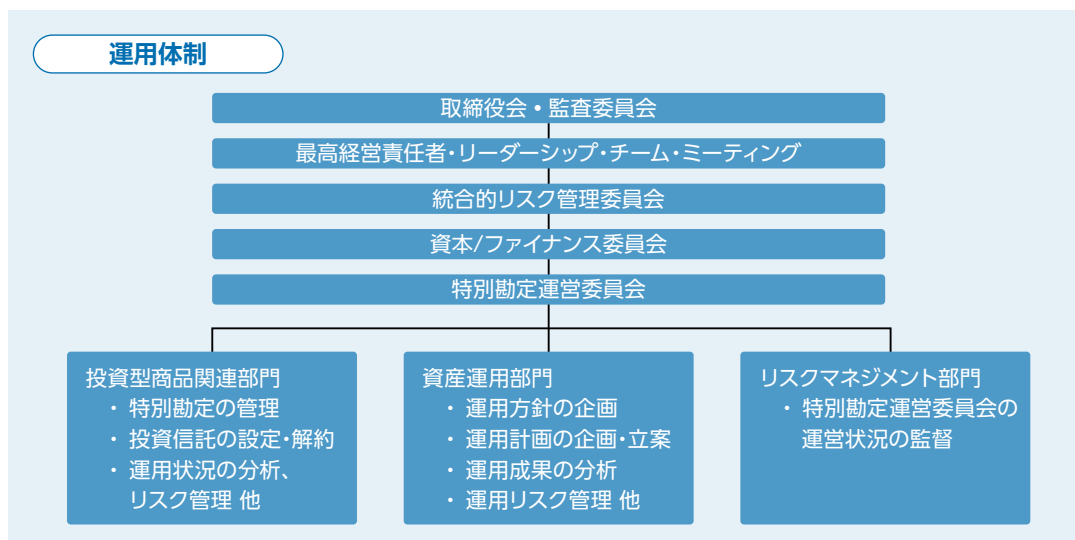 運用体制
取締役会・監査委員会
最高経営責任者・リーダーシップ・チーム・ミーティング
統合的リスク管理委員会
資本/ファイナンス委員会
特別勘定運営委員会
投資型商品関連部門
・ 特別勘定の管理
・ 投資信託の設定・解約
・ 運用状況の分析、
リスク管理 他
資産運用部門
・ 運用方針の企画
・ 運用計画の企画・立案
・ 運用成果の分析
・ 運用リスク管理 他
リスクマネジメント部門
・ 特別勘定運営委員会の
運営状況の監督